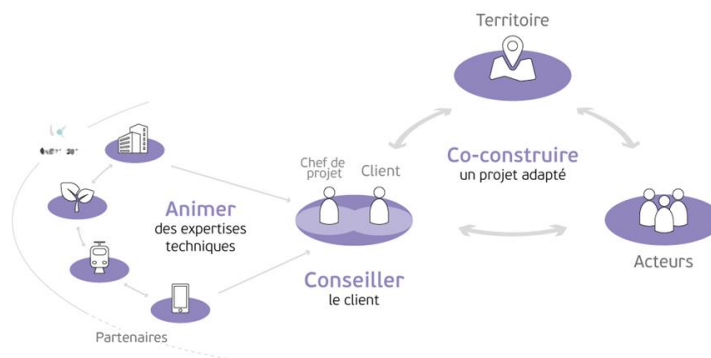 Territoire
Chef de
projet
Client
Co-construire
un projet adapté
Animer
des expertises
techniques
Conseiller
le client
Acteurs
Partenaires